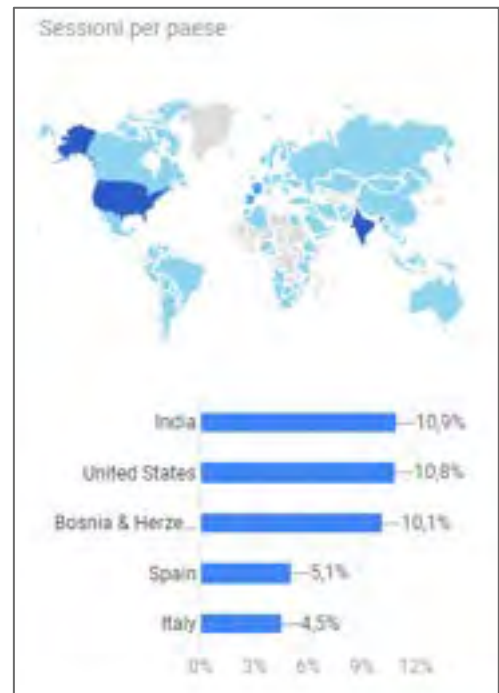 Sessioni per paese
India 10,9%
United States 10,8%
Bosnia & Herze... 10,1%
Spain 5,1%
Italy 4,5%
0% 3% 6% 9% 12%